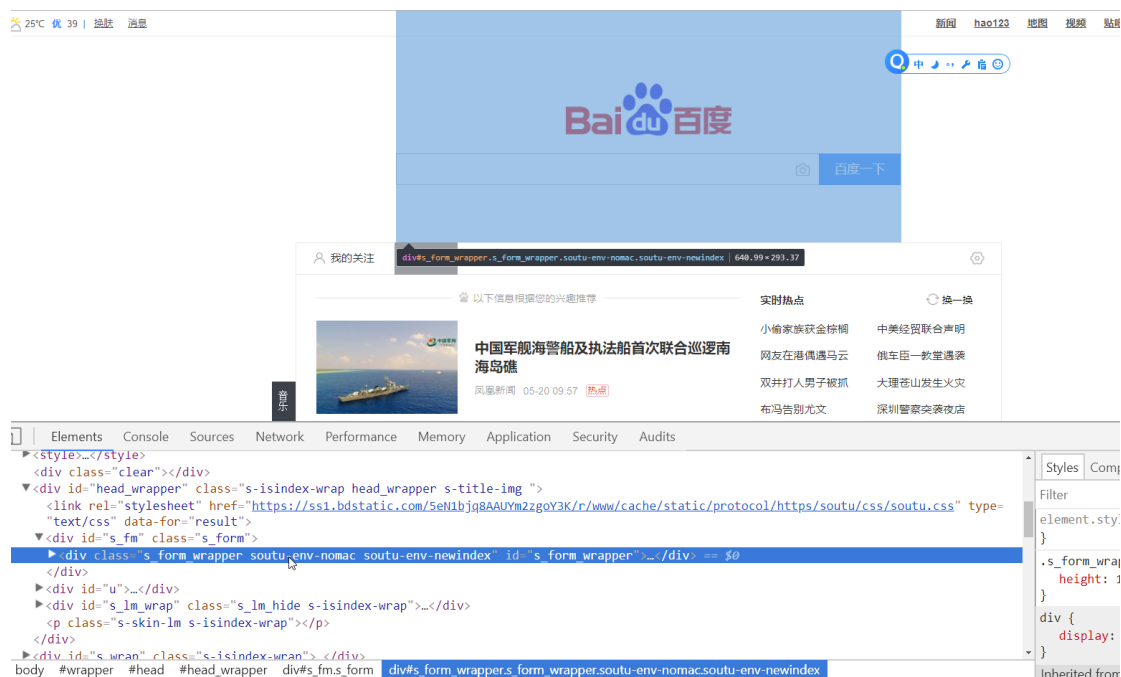 25℃ 优 39 | 换肤 消息
新闻 hao123 地图 视频
中
Baidu百度
百度一下
我的关注
div#s_form_wrapper.s_form_wrapper.soutu-env-nomac.soutu-env-newindex | 640.99×293.37
以下信息根据您的兴趣推荐
中国军舰海警船及执法船首次联合巡逻南
海岛礁
凤凰新闻 05-20 09:57 热点
实时热点 换一换
小偷家族获金棕榈 中美经贸联合声明
网友在港偶遇马云 俄车臣一教堂遇袭
双井打人男子被抓 大理苍山发生火灾
布冯告别尤文 深圳警察突袭夜店
音乐
Elements Console Sources Network Performance Memory Application Security Audits
<style>…</style>
<div class="clear"></div>
<div id="head_wrapper" class="s-isindex-wrap head_wrapper s-title-img ">
<link rel="stylesheet" href="https://ss1.bdstatic.com/5eN1bjq8AAUYm2zgoY3K/r/www/cache/static/protocol/https/soutu/css/soutu.css" type=
"text/css" data-for="result">
<div id="s_fm" class="s_form">
<div class="s_form_wrapper soutu-env-nomac soutu-env-newindex" id="s_form_wrapper">…</div> == $0
</div>
<div id="u">…</div>
<div id="s_lm_wrap" class="s_lm_hide s-isindex-wrap">…</div>
<p class="s-skin-lm s-isindex-wrap"></p>
</div>
<div id="s_wrap" class="s-isindex-wrap">…</div>
body #wrapper #head #head_wrapper div#s_fm.s_form div#s_form_wrapper.s_form_wrapper.soutu-env-nomac.soutu-env-newindex
Styles Comp
Filter
element.sty
}
.s_form_wrap
height: 1
}
div {
display:
}
Inherited from